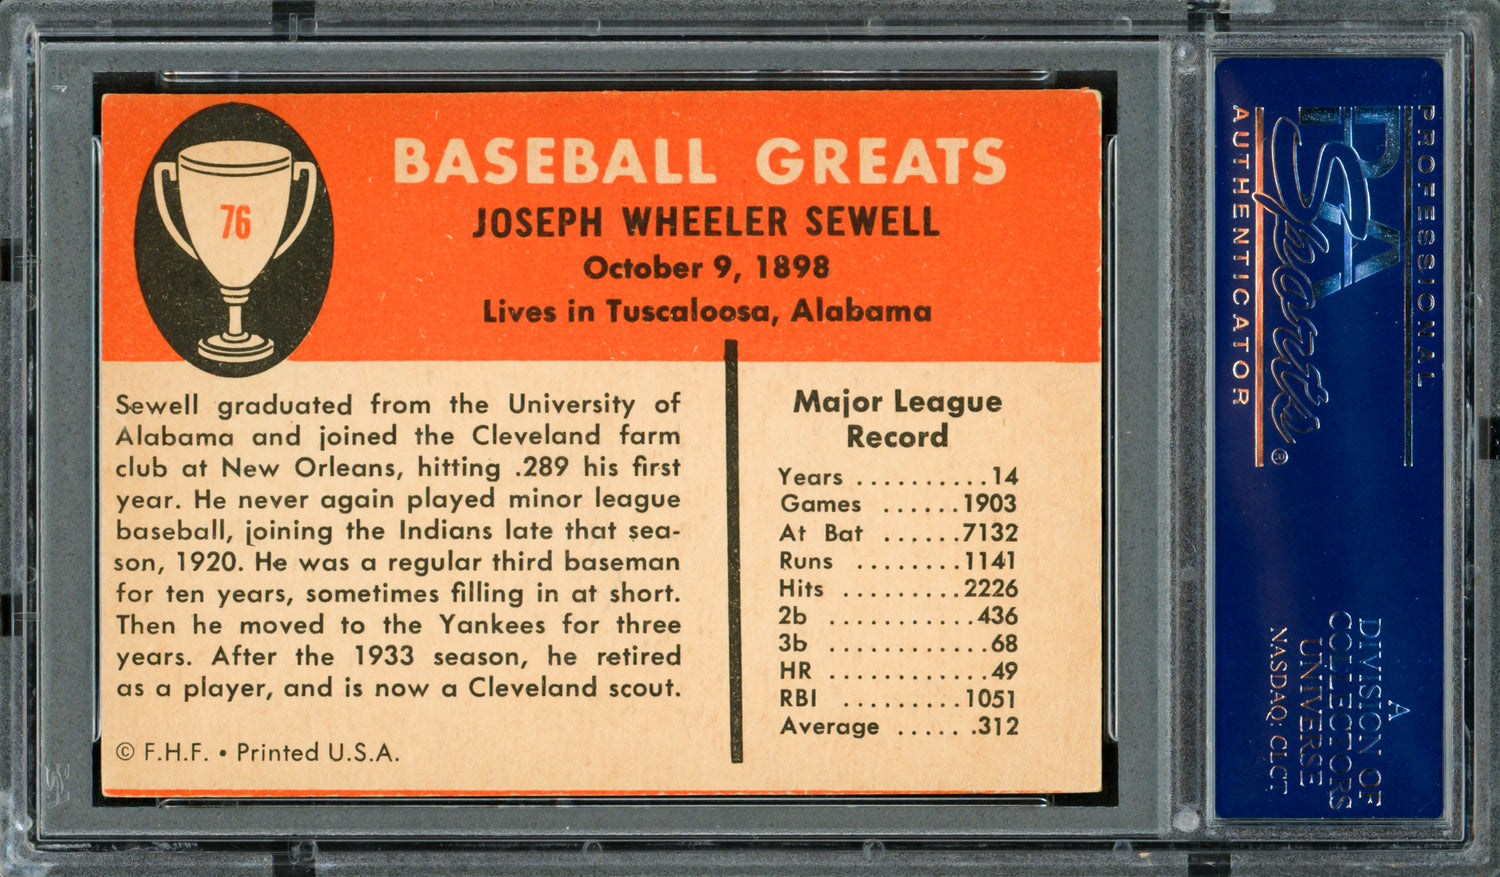 76
BASEBALL GREATS
JOSEPH WHEELER SEWELL
October 9, 1898
Lives in Tuscaloosa, Alabama
Sewell graduated from the University of
Alabama and joined the Cleveland farm
club at New Orleans, hitting .289 his first
year. He never again played minor league
baseball, joining the Indians late that sea-
son, 1920. He was a regular third baseman
for ten years, sometimes filling in at short.
Then he moved to the Yankees for three
years. After the 1933 season, he retired
as a player, and is now a Cleveland scout.
© F.H.F. • Printed U.S.A.
Major League
Record
Years ..........14
Games ......1903
At Bat ......7132
Runs ........1141
Hits .........2226
2b ...........436
3b ............68
HR ............49
RBI .........1051
Average ......312
PROFESSIONAL
PSA
Sports®
AUTHENTICATOR
A
DIVISION OF
COLLECTORS
UNIVERSE
NASDAQ: CLCT